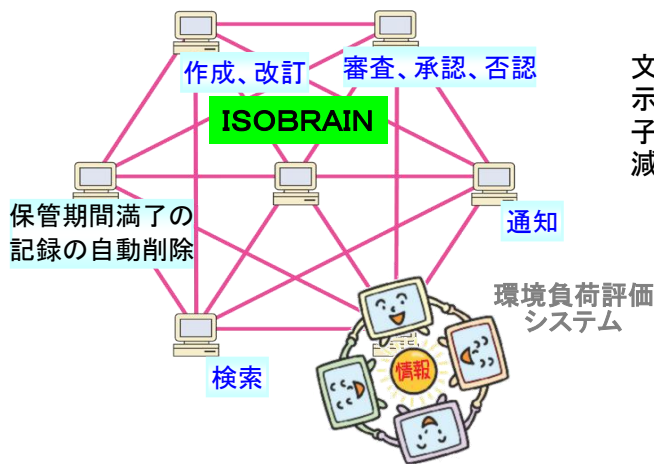 作成、改訂
審査、承認、否認
ISOBRAIN
文
示
子
減
保管期間満了の
記録の自動削除
通知
環境負荷評価
システム
情報
検索